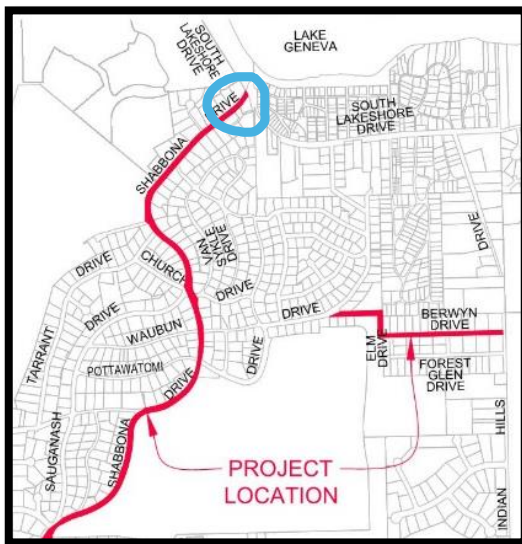 LAKE
GENEVA
SOUTH
LAKESHORE
DRIVE
DRIVE
SHABBONA
SOUTH
LAKESHORE
DRIVE
DRIVE
VAN
SYKLE
DRIVE
CHURCH
DRIVE
DRIVE
DRIVE
DRIVE
TARRANT
WAUBUN
DRIVE
POTTAWATOMI
DRIVE
SAUGANASH
SHABBONA
BERWYN
DRIVE
ELM
DRIVE
FOREST
GLEN
DRIVE
HILLS
INDIAN
PROJECT
LOCATION